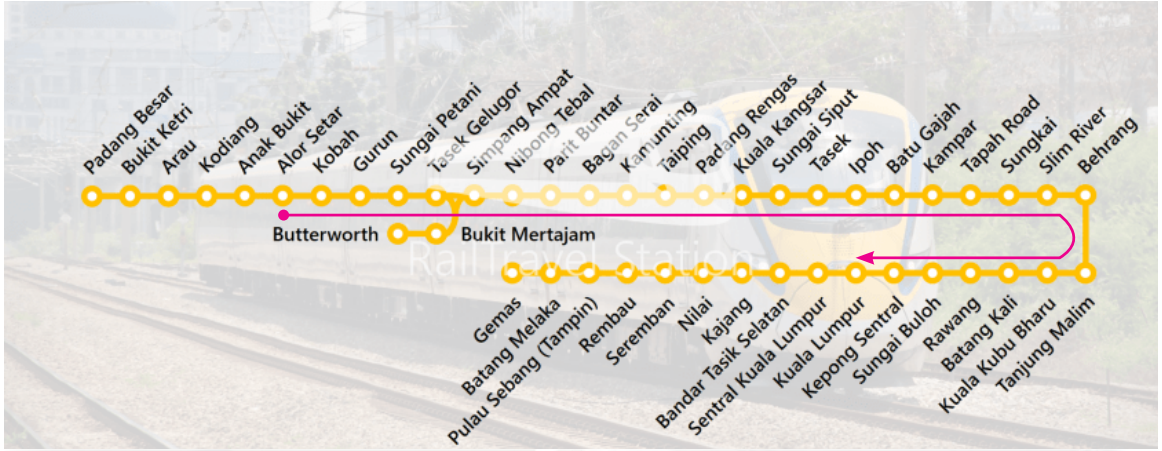 Padang Besar
Bukit Ketri
Arau
Kodiang
Anak Bukit
Alor Setar
Kobah
Gurun
Sungai Petani
Tasek Gelugor
Simpang Ampat
Nibong Tebal
Parit Buntar
Bagan Serai
Kamunting
Taiping
Padang Rengas
Kuala Kangsar
Sungai Siput
Tasek
Ipoh
Batu Gajah
Kampar
Tapah Road
Sungkai
Slim River
Behrang
Butterworth
Bukit Mertajam
RailTravel Station
Gemas
Batang Melaka
Pulau Sebang (Tampin)
Rembau
Seremban
Nilai
Kajang
Bandar Tasik Selatan
Sentral Kuala Lumpur
Kuala Lumpur
Kepong Sentral
Sungai Buloh
Rawang
Batang Kali
Kuala Kubu Bharu
Tanjung Malim